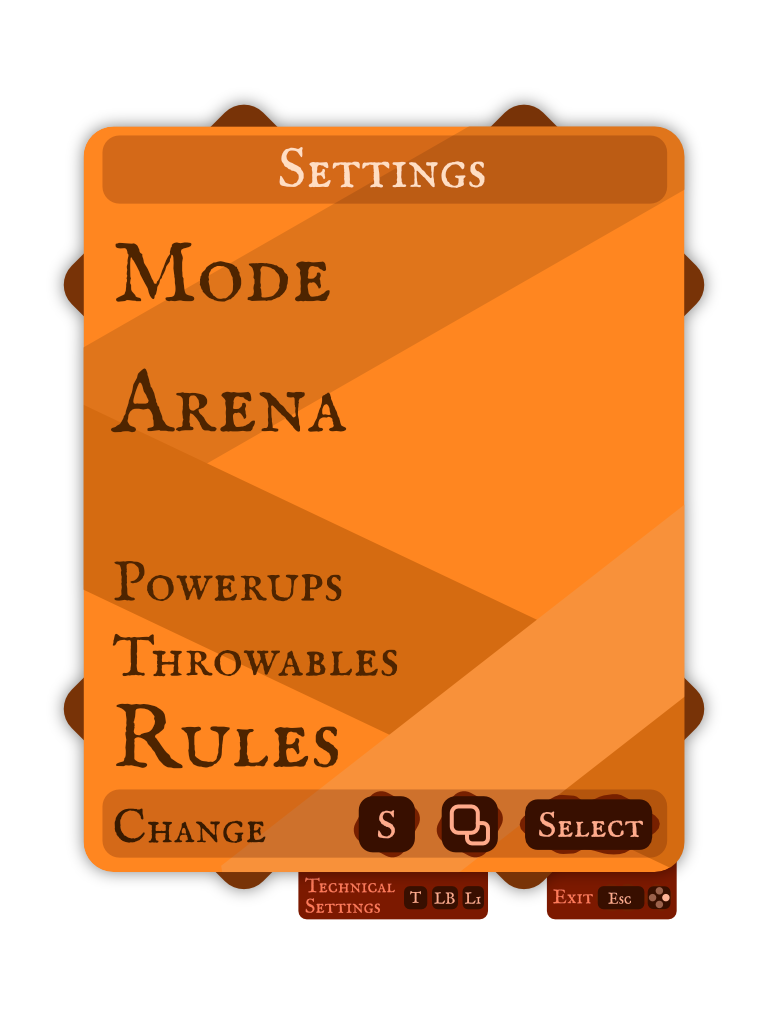 Settings
Mode
Arena
Powerups
Throwables
Rules
Change S Select
Technical Settings T LB L1
Exit Esc